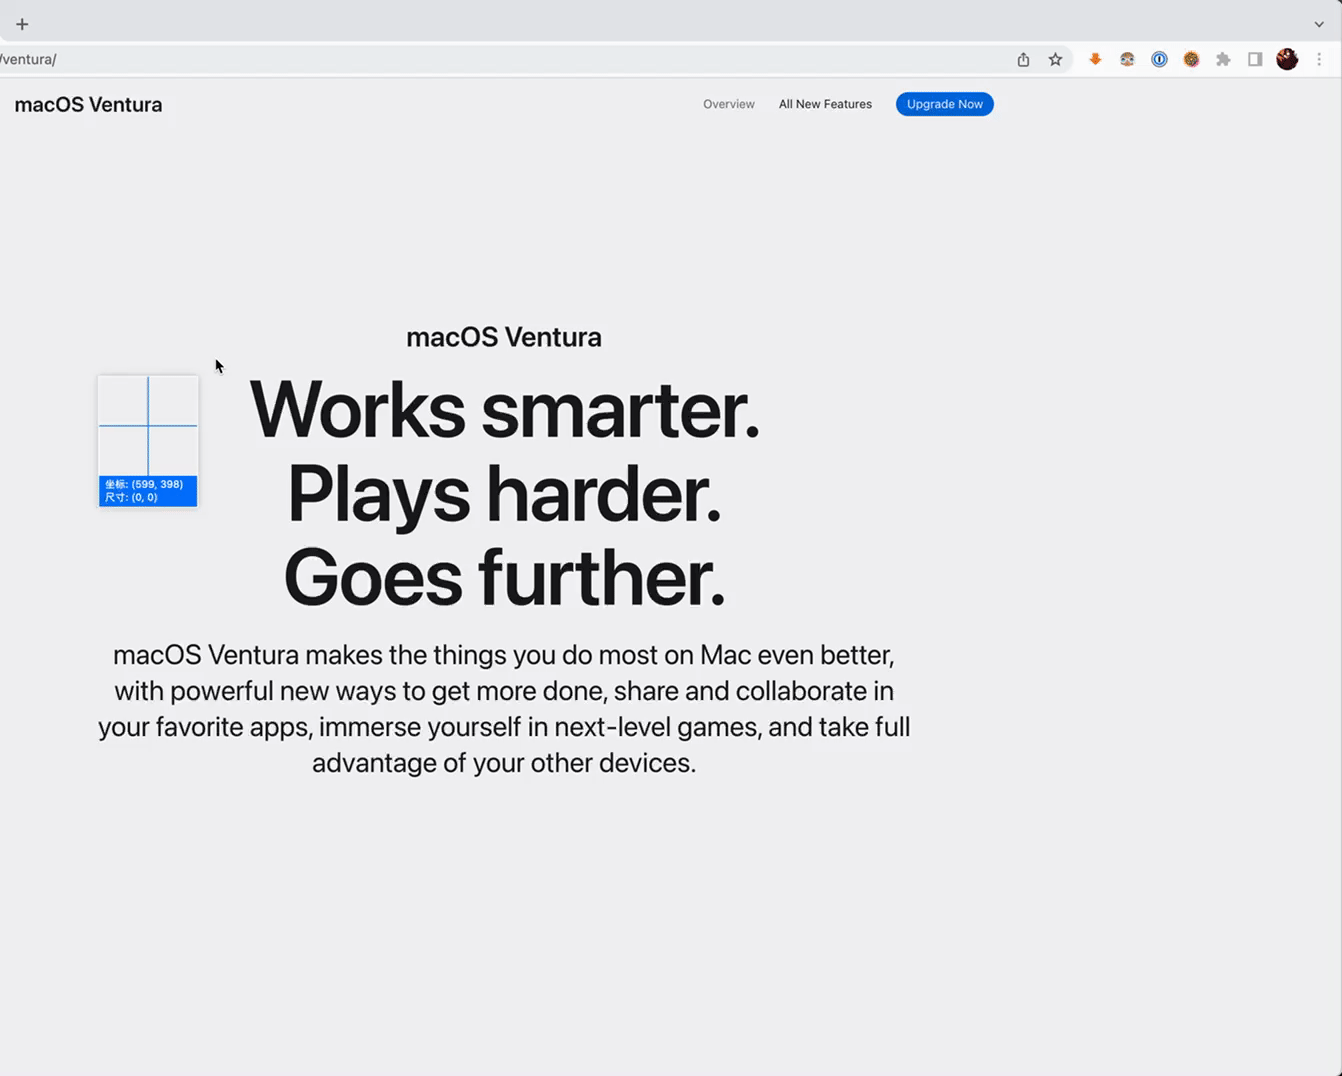 /ventura/
macOS Ventura
Overview
All New Features
Upgrade Now
macOS Ventura
Works smarter.
Plays harder.
Goes further.
坐标: (599, 398)
尺寸: (0, 0)
macOS Ventura makes the things you do most on Mac even better,
with powerful new ways to get more done, share and collaborate in
your favorite apps, immerse yourself in next-level games, and take full
advantage of your other devices.